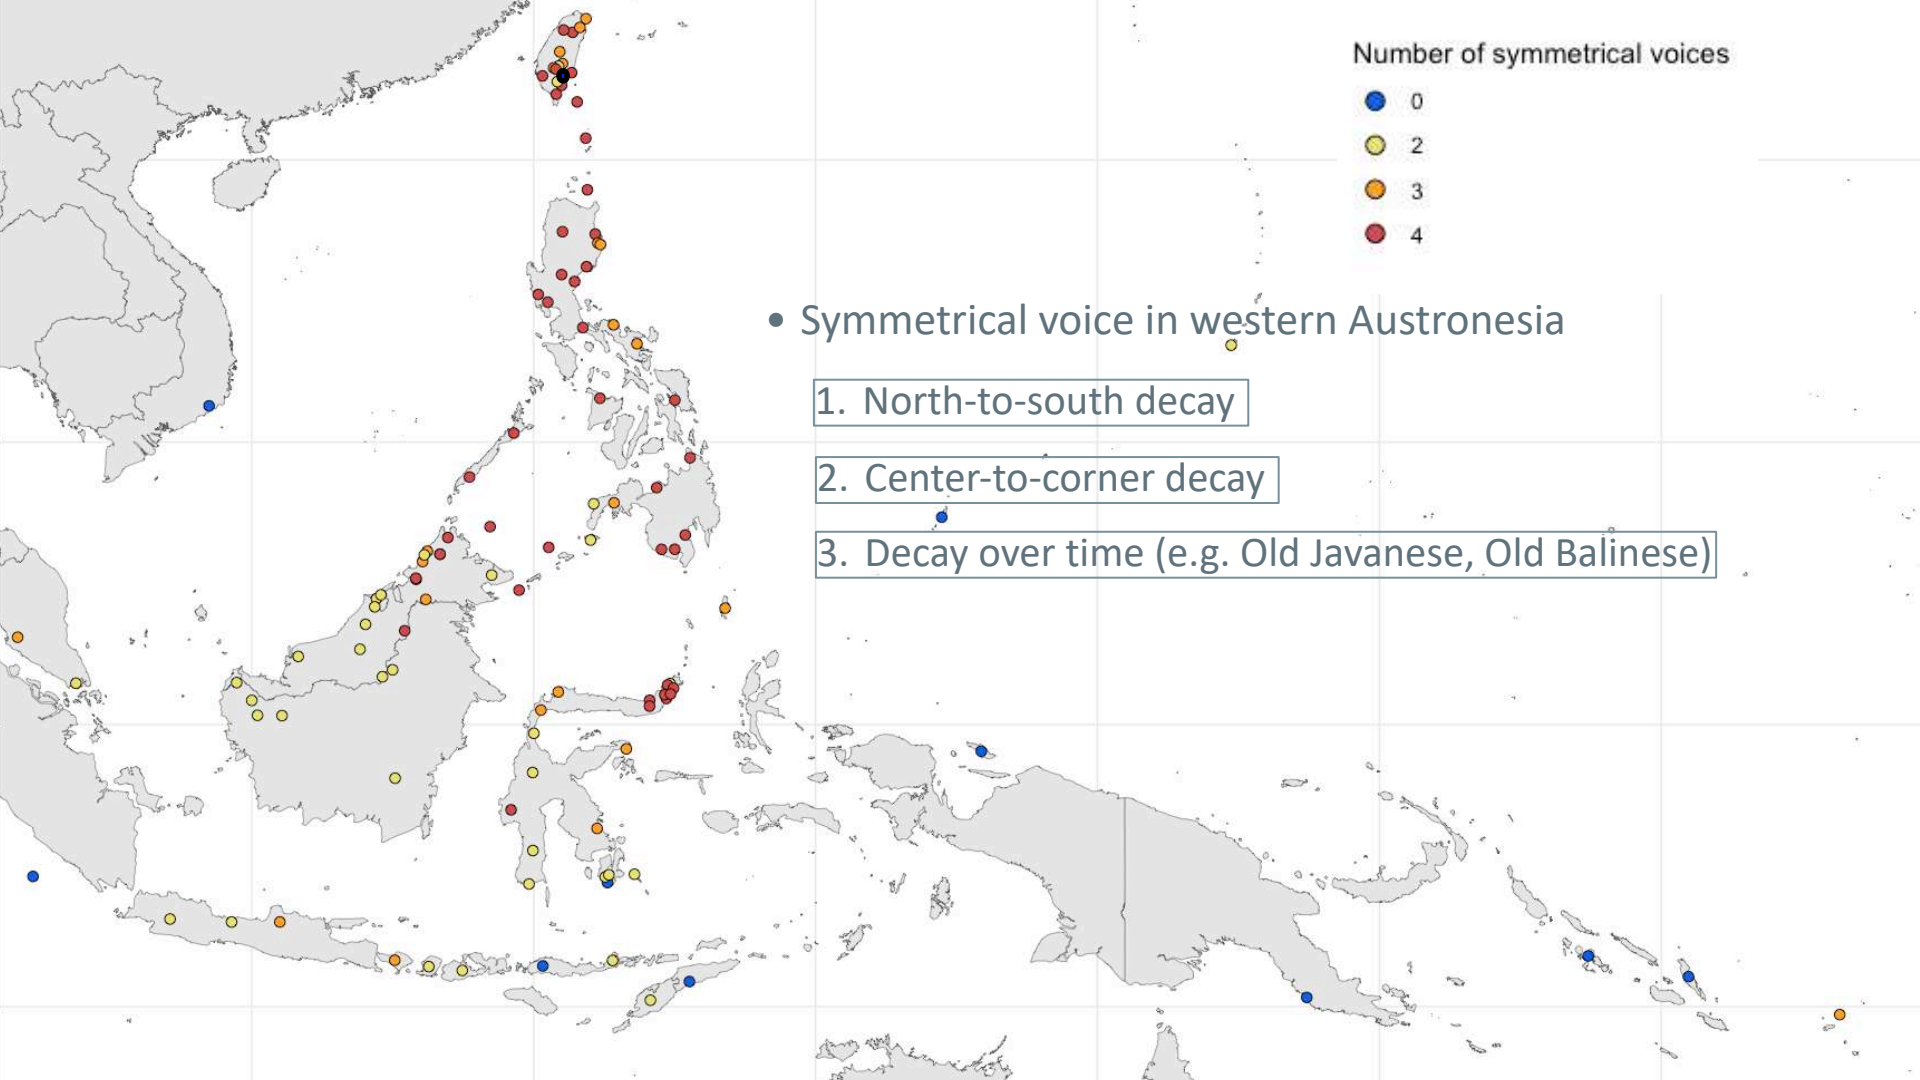 Number of symmetrical voices
0
2
3
4
• Symmetrical voice in western Austronesia
1. North-to-south decay
2. Center-to-corner decay
3. Decay over time (e.g. Old Javanese, Old Balinese)